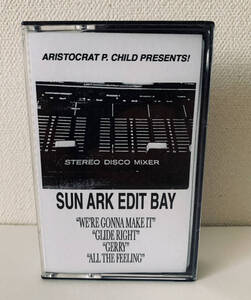 ARISTOCRAT P. CHILD PRESENTS!
STEREO DISCO MIXER
SUN ARK EDIT BAY
"WE'RE GONNA MAKE IT"
"GLIDE RIGHT"
"GERRY"
"ALL THE FEELING"